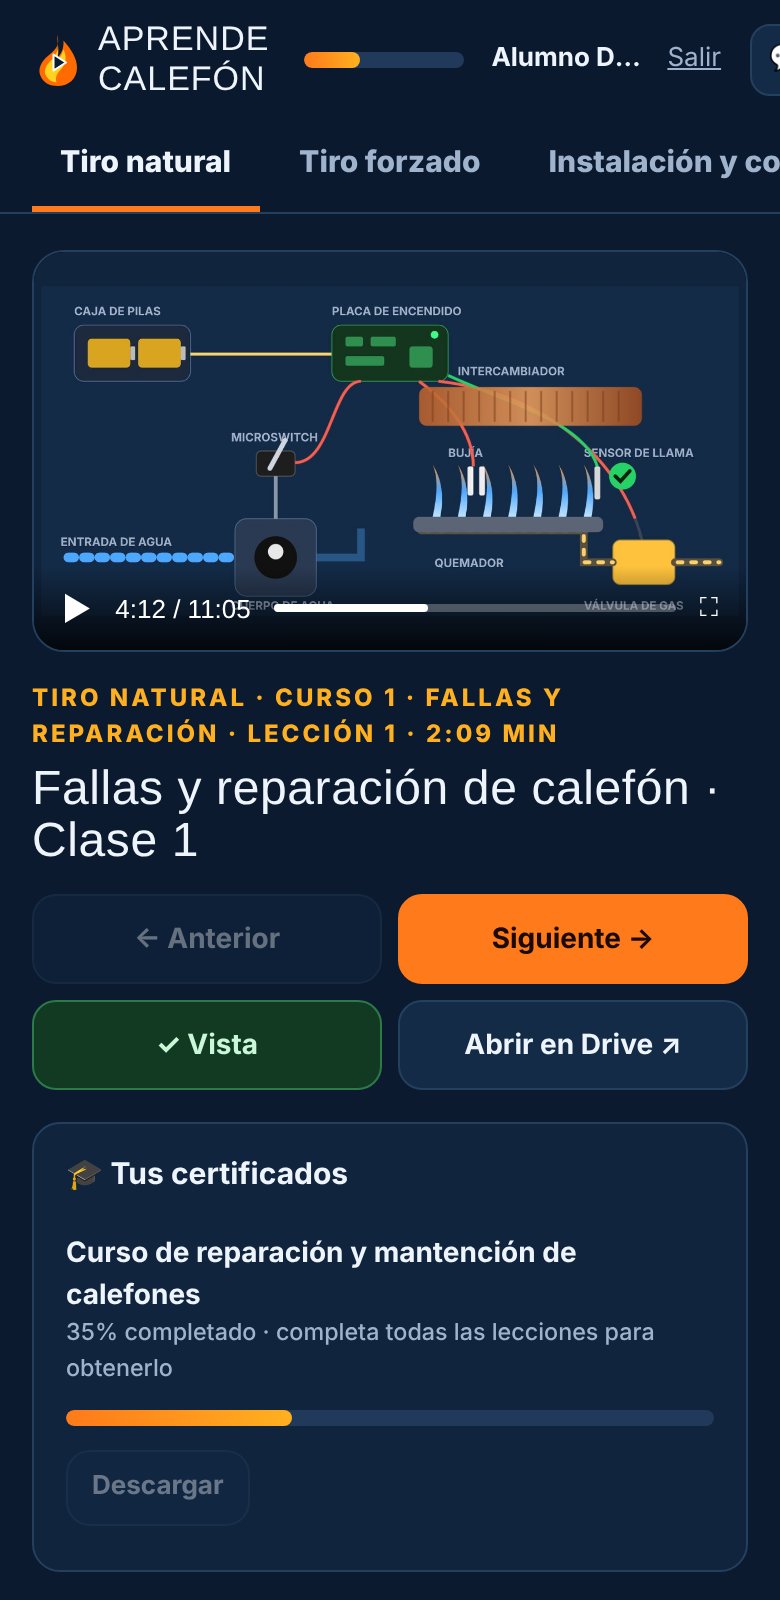 APRENDE
CALEFÓN
Alumno D...
Salir
Tiro natural
Tiro forzado
Instalación y co
CAJA DE PILAS
PLACA DE ENCENDIDO
INTERCAMBIADOR
MICROSWITCH
BUJÍA
SENSOR DE LLAMA
ENTRADA DE AGUA
QUEMADOR
CUERPO DE AGUA
VÁLVULA DE GAS
4:12 / 11:05
TIRO NATURAL · CURSO 1 · FALLAS Y
REPARACIÓN · LECCIÓN 1 · 2:09 MIN
Fallas y reparación de calefón ·
Clase 1
← Anterior
Siguiente →
✓ Vista
Abrir en Drive ↗
Tus certificados
Curso de reparación y mantención de
calefones
35% completado · completa todas las lecciones para
obtenerlo
Descargar